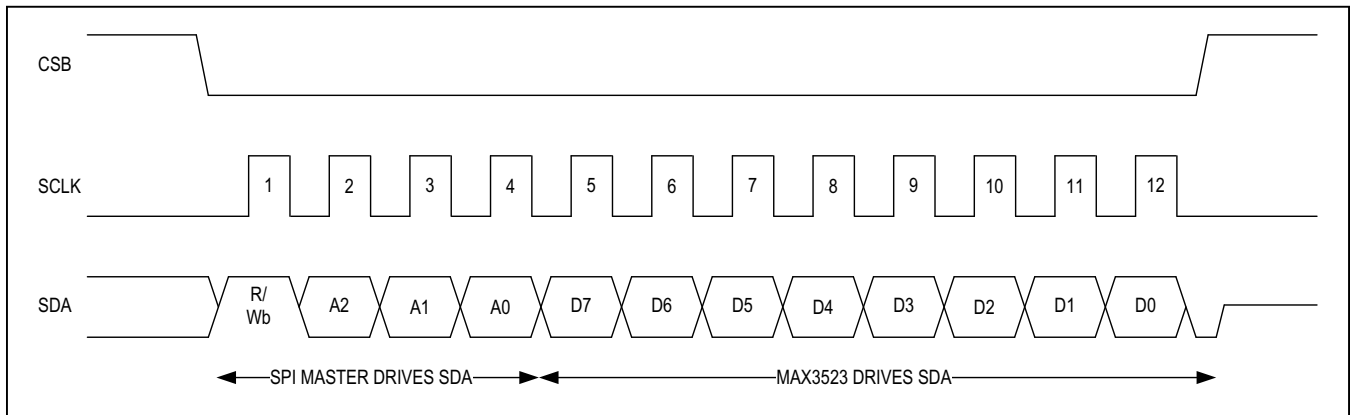 CSB
SCLK 1 2 3 4 5 6 7 8 9 10 11 12
SDA R/
Wb A2 A1 A0 D7 D6 D5 D4 D3 D2 D1 D0
SPI MASTER DRIVES SDA MAX3523 DRIVES SDA